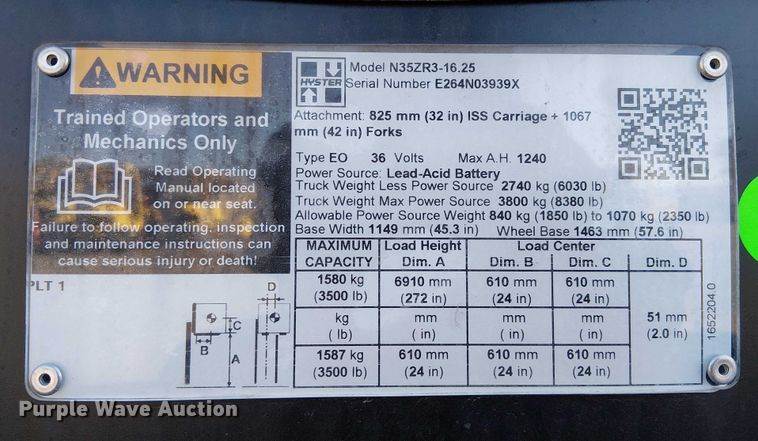 WARNING
Trained Operators and
Mechanics Only
Read Operating
Manual located
on or near seat.
Failure to follow operating, inspection
and maintenance instructions can
cause serious injury or death!
PLT 1
D
C
B
A
HYSTER
Model N35ZR3-16.25
Serial Number E264N03939X
Attachment: 825 mm (32 in) ISS Carriage + 1067
mm (42 in) Forks
Type EO 36 Volts Max A.H. 1240
Power Source: Lead-Acid Battery
Truck Weight Less Power Source 2740 kg (6030 lb)
Truck Weight Max Power Source 3800 kg (8380 lb)
Allowable Power Source Weight 840 kg (1850 lb) to 1070 kg (2350 lb)
Base Width 1149 mm (45.3 in) Wheel Base 1463 mm (57.6 in)
MAXIMUM CAPACITY Load Height Dim. A Load Center
Dim. B Dim. C Dim. D
1580 kg 6910 mm 610 mm 610 mm
(3500 lb) (272 in) (24 in) (24 in)
kg mm mm mm 51 mm
( lb) ( in) ( in) ( in) (2.0 in)
1587 kg 610 mm 610 mm 610 mm
(3500 lb) (24 in) (24 in) (24 in)
1652204.0
Purple Wave Auction